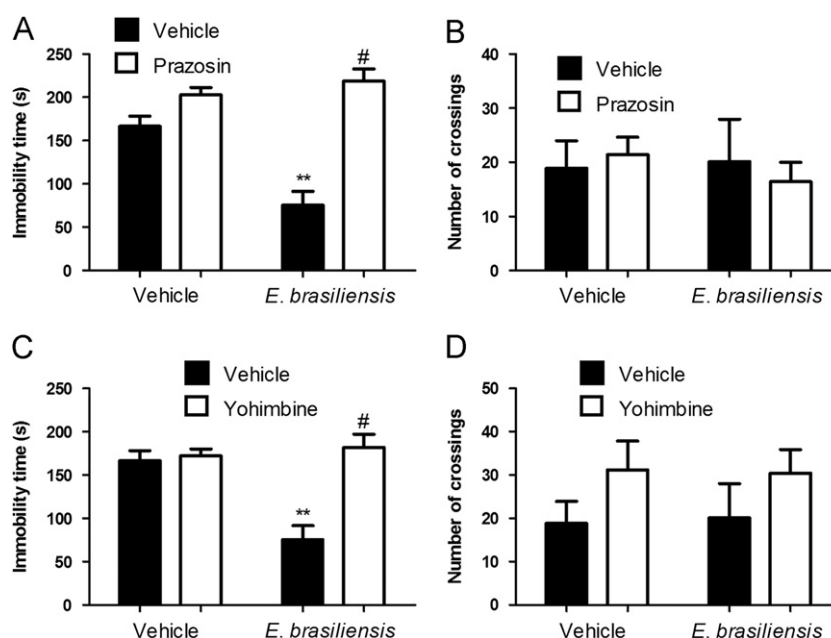 A
Vehicle
Prazosin
Immobility time (s)
250
200
150
100
50
0
**
#
Vehicle
E. brasiliensis
B
Vehicle
Prazosin
Number of crossings
40
30
20
10
0
Vehicle
E. brasiliensis
C
Vehicle
Yohimbine
Immobility time (s)
250
200
150
100
50
0
**
#
Vehicle
E. brasiliensis
D
Vehicle
Yohimbine
Number of crossings
50
40
30
20
10
0
Vehicle
E. brasiliensis